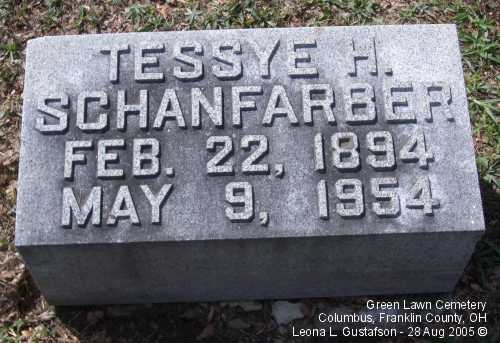 TESSYE H.
SCHANFARBER
FEB. 22, 1894
MAY 9, 1954
Green Lawn Cemetery
Columbus, Franklin County, OH
Leona L. Gustafson - 28 Aug 2005 ©